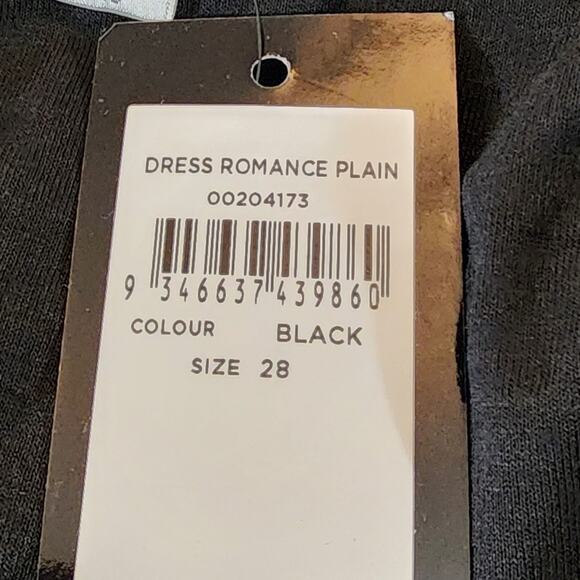 DRESS ROMANCE PLAIN
00204173
9 346637 439860
COLOUR BLACK
SIZE 28